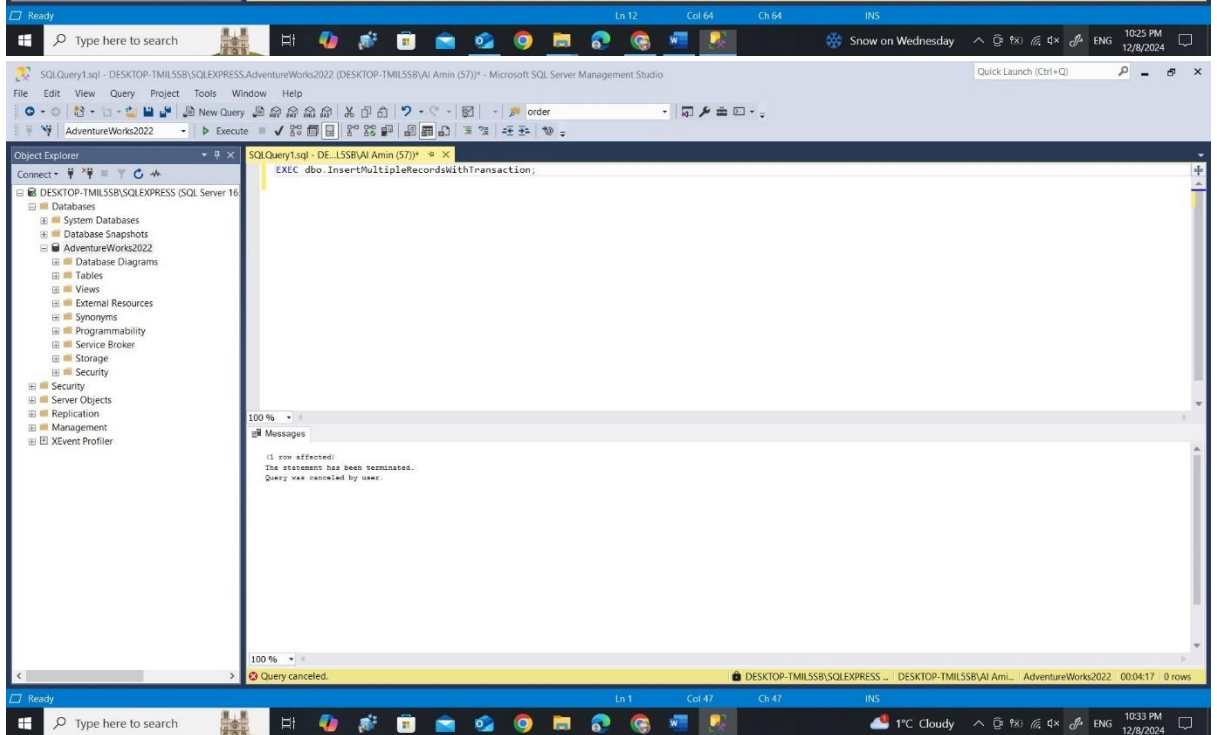 Ready Ln 12 Col 64 Ch 64 INS
Type here to search Snow on Wednesday ENG 10:25 PM
12/8/2024
SQLQuery1.sql - DESKTOP-TMIL5SB\SQLEXPRESS.AdventureWorks2022 (DESKTOP-TMIL5SB\Al Amin (57))* - Microsoft SQL Server Management Studio Quick Launch (Ctrl+Q)
File Edit View Query Project Tools Window Help
New Query order
AdventureWorks2022 Execute
Object Explorer SQLQuery1.sql - DE...L5SB\Al Amin (57))*
Connect EXEC dbo.InsertMultipleRecordsWithTransaction;
DESKTOP-TMIL5SB\SQLEXPRESS (SQL Server 16
Databases
System Databases
Database Snapshots
AdventureWorks2022
Database Diagrams
Tables
Views
External Resources
Synonyms
Programmability
Service Broker
Storage
Security
Security
Server Objects
Replication
Management
XEvent Profiler
100 %
Messages
(1 row affected)
The statement has been terminated.
Query was canceled by user.
100 %
Query canceled. DESKTOP-TMIL5SB\SQLEXPRESS ... DESKTOP-TMIL5SB\Al Ami... AdventureWorks2022 00:04:17 0 rows
Ready Ln 1 Col 47 Ch 47 INS
Type here to search 1°C Cloudy ENG 10:33 PM
12/8/2024